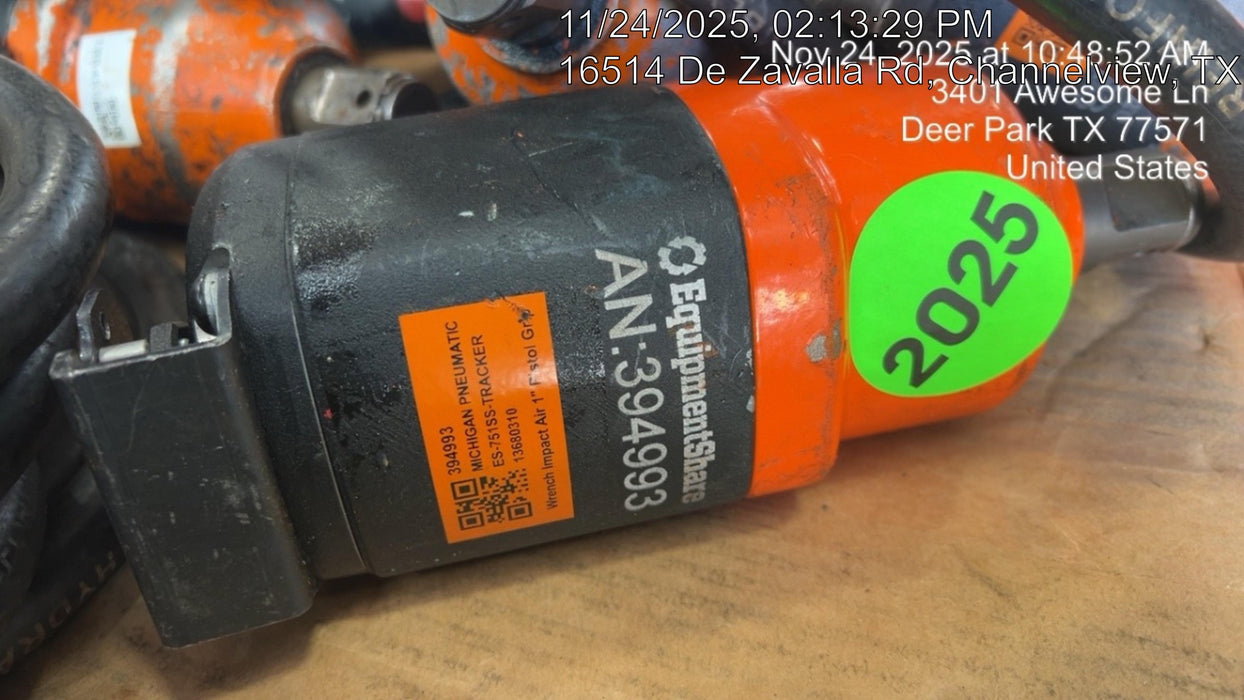 11/24/2025, 02:13:29 PM
Nov 24, 2025 at 10:48:52 AM
16514 De Zavalla Rd, Channelview, TX
3401 Awesome Ln
Deer Park TX 77571
United States
2025
EquipmentShare
AN:394993
394993
MICHIGAN PNEUMATIC
ES-751SS-TRACKER
13680310
Wrench Impact Air 1" Pistol Grip
HYDRA